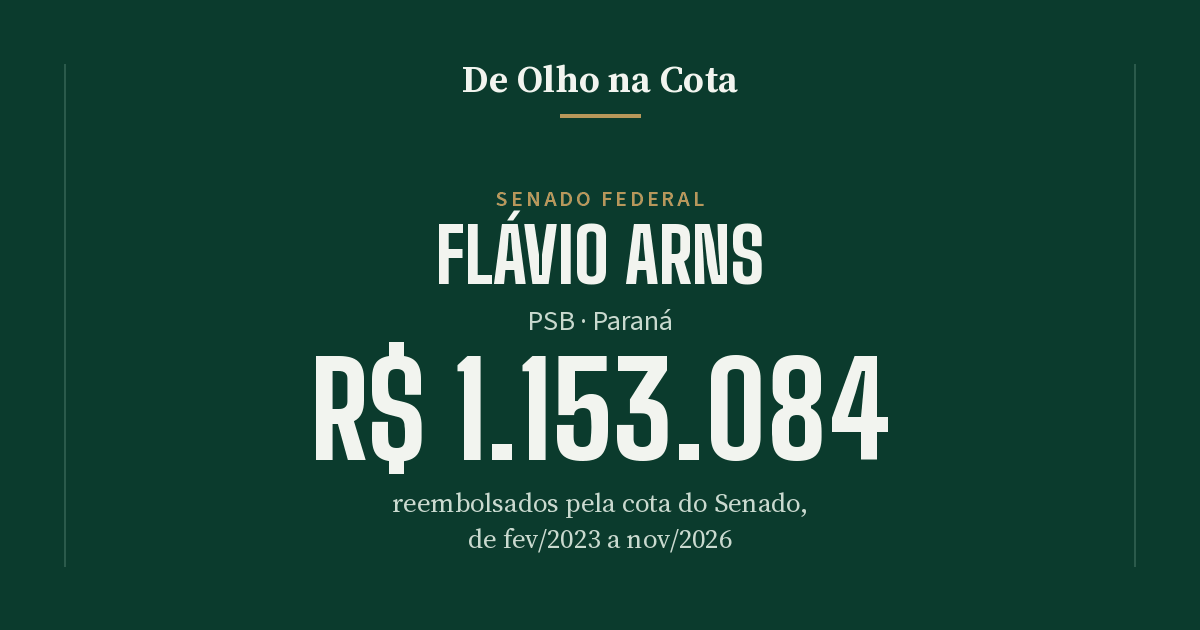 De Olho na Cota
SENADO FEDERAL
FLÁVIO ARNS
PSB · Paraná
R$ 1.153.084
reembolsados pela cota do Senado,
de fev/2023 a nov/2026